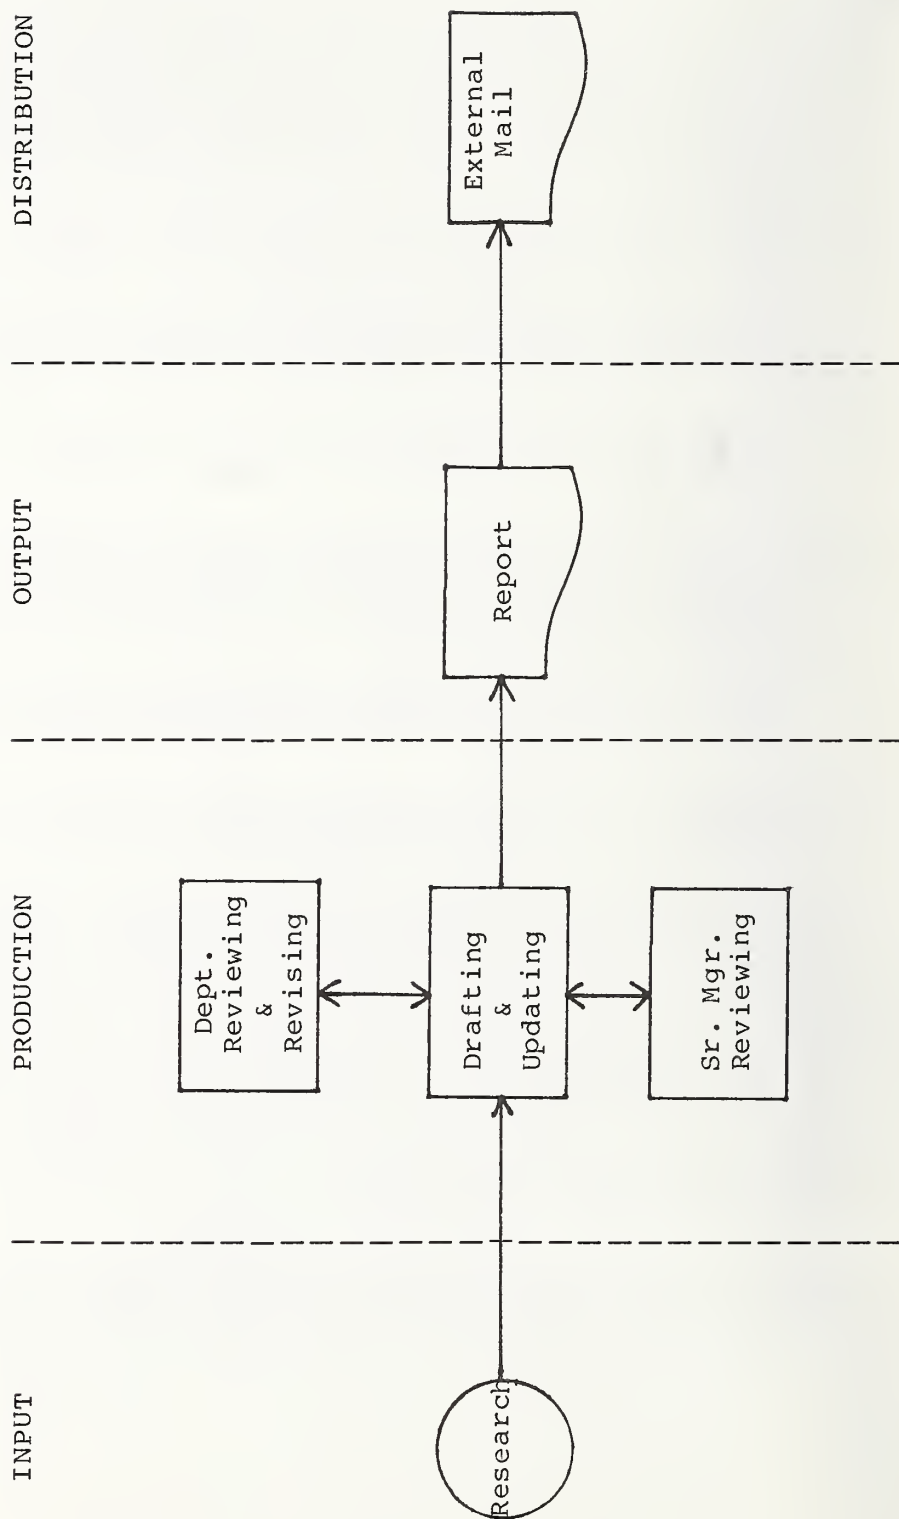 INPUT
PRODUCTION
OUTPUT
DISTRIBUTION
Dept.
Reviewing
&
Revising
Research
Drafting
&
Updating
Report
External
Mail
Sr. Mgr.
Reviewing